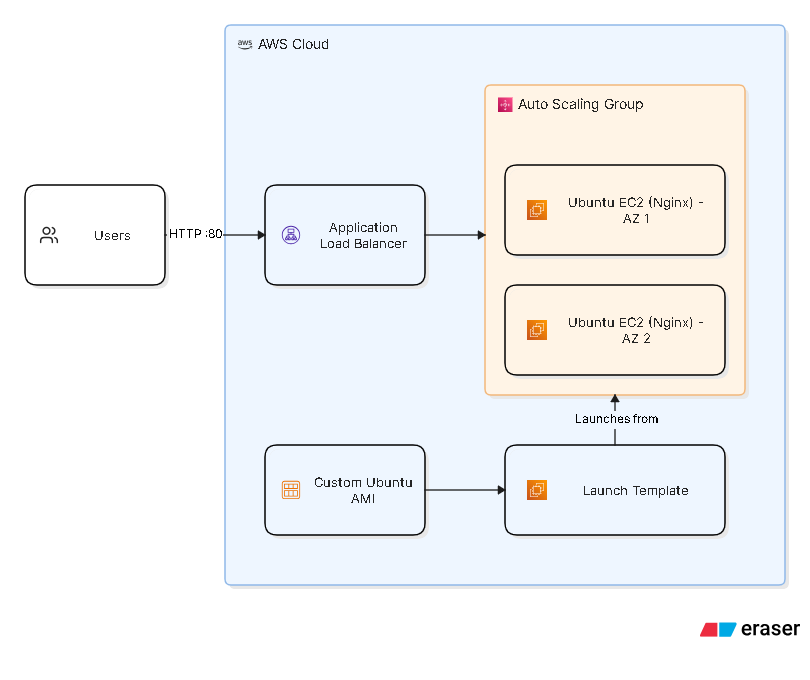 aws AWS Cloud
Auto Scaling Group
Ubuntu EC2 (Nginx) -
AZ 1
Users
HTTP :80
Application
Load Balancer
Ubuntu EC2 (Nginx) -
AZ 2
Launches from
Custom Ubuntu
AMI
Launch Template
eraser